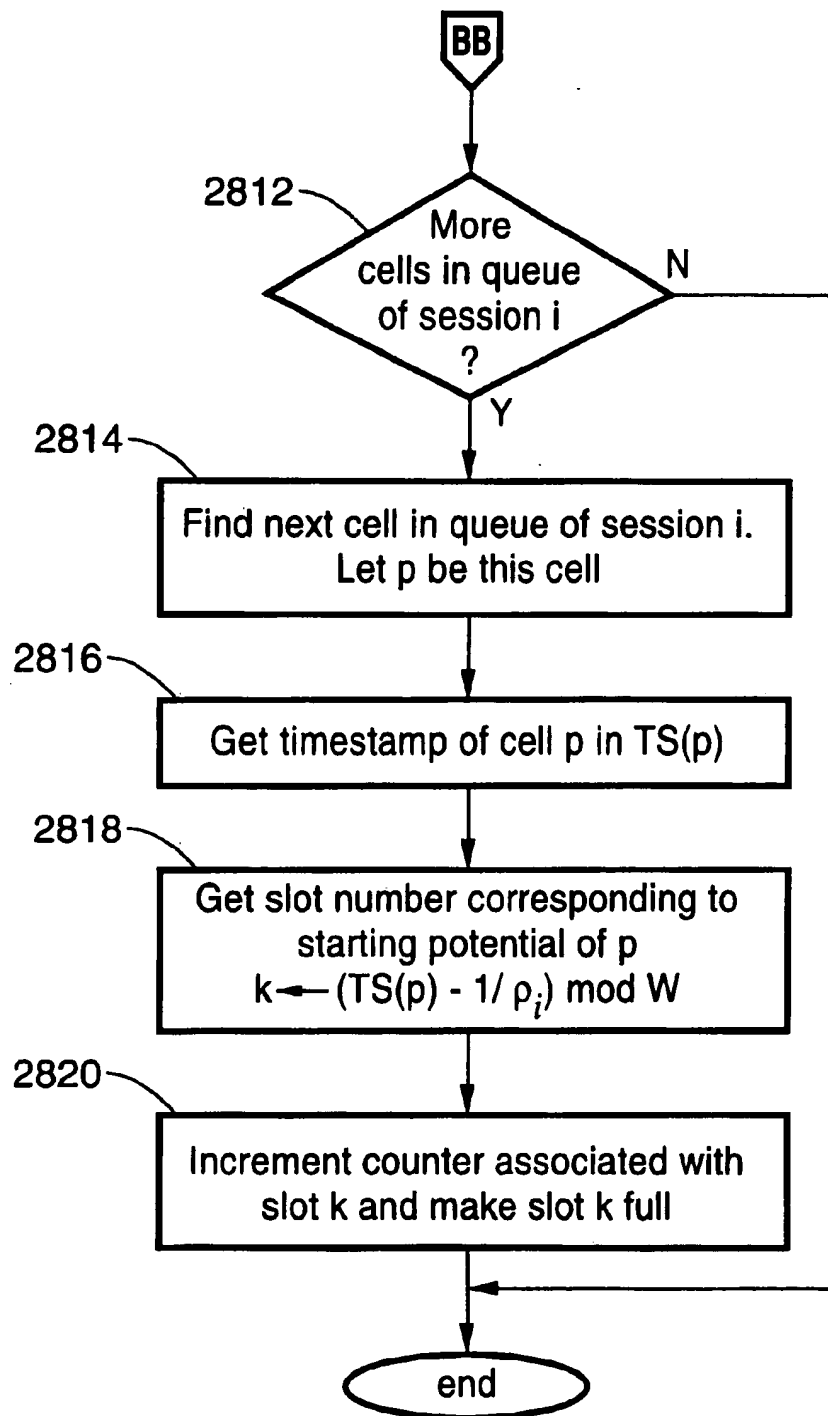 BB
2812
More
cells in queue
of session i
?
N
Y
2814
Find next cell in queue of session i.
Let p be this cell
2816
Get timestamp of cell p in TS(p)
2818
Get slot number corresponding to
starting potential of p
k ← (TS(p) - 1/ ρi) mod W
2820
Increment counter associated with
slot k and make slot k full
end